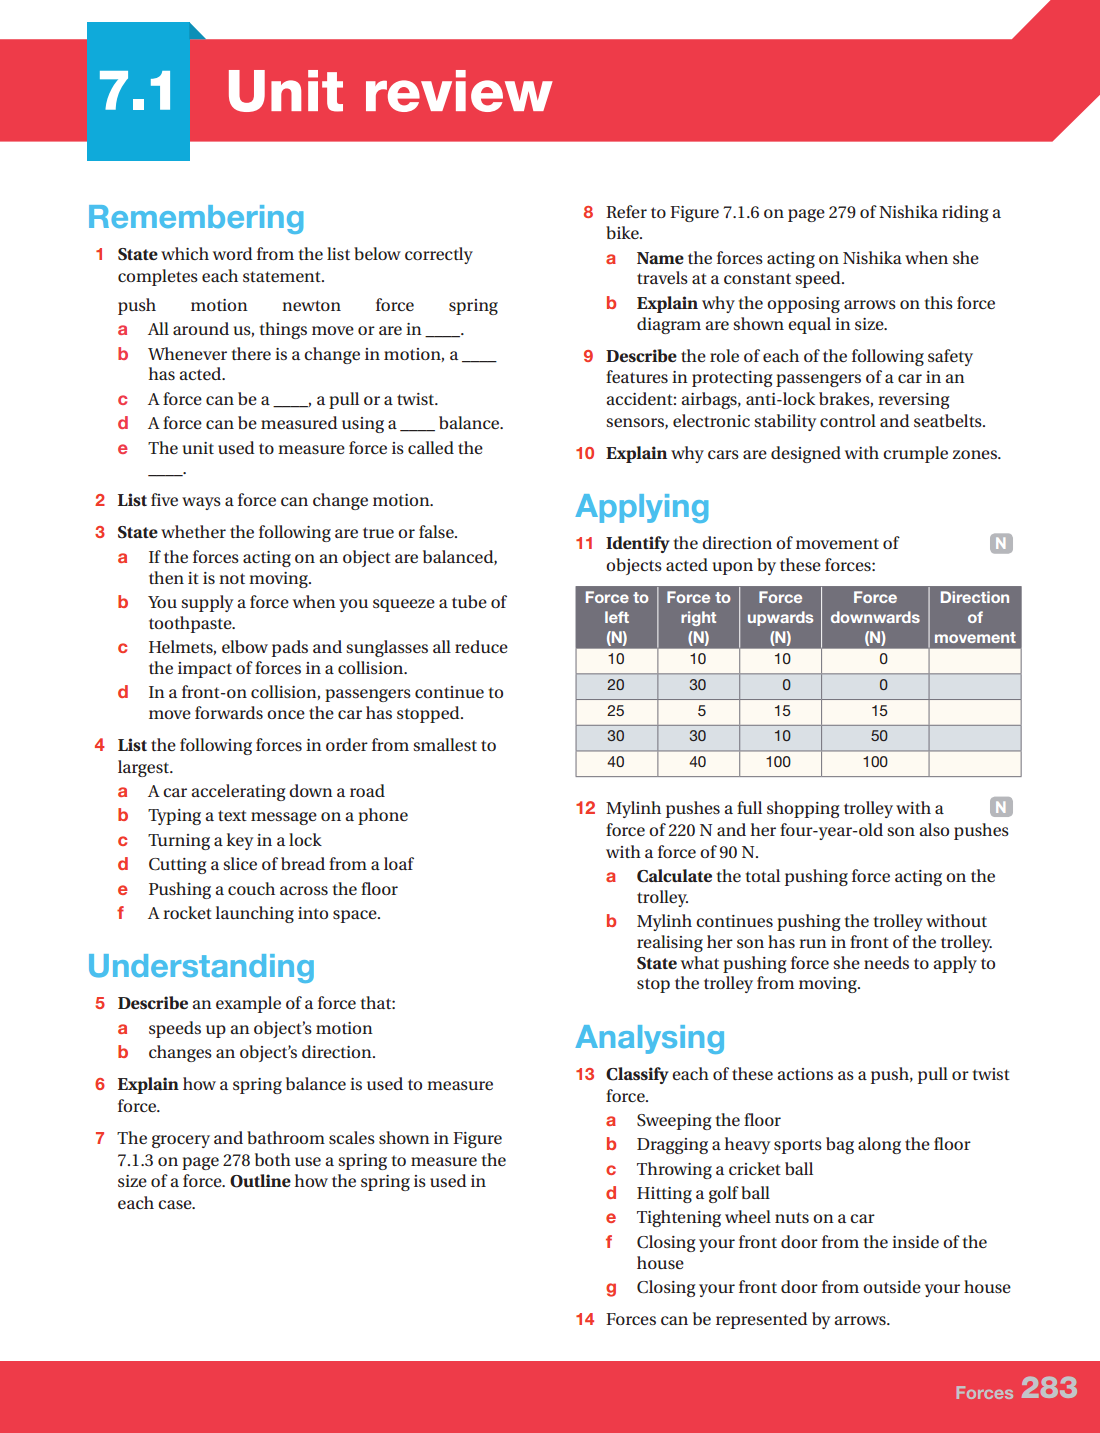 7.1 Unit review
Remembering
1 State which word from the list below correctly
completes each statement.
push motion newton force spring
a All around us, things move or are in ____.
b Whenever there is a change in motion, a ____
has acted.
c A force can be a ____, a pull or a twist.
d A force can be measured using a ____ balance.
e The unit used to measure force is called the
____.
2 List five ways a force can change motion.
3 State whether the following are true or false.
a If the forces acting on an object are balanced,
then it is not moving.
b You supply a force when you squeeze a tube of
toothpaste.
c Helmets, elbow pads and sunglasses all reduce
the impact of forces in a collision.
d In a front-on collision, passengers continue to
move forwards once the car has stopped.
4 List the following forces in order from smallest to
largest.
a A car accelerating down a road
b Typing a text message on a phone
c Turning a key in a lock
d Cutting a slice of bread from a loaf
e Pushing a couch across the floor
f A rocket launching into space.
Understanding
5 Describe an example of a force that:
a speeds up an object's motion
b changes an object's direction.
6 Explain how a spring balance is used to measure
force.
7 The grocery and bathroom scales shown in Figure
7.1.3 on page 278 both use a spring to measure the
size of a force. Outline how the spring is used in
each case.
8 Refer to Figure 7.1.6 on page 279 of Nishika riding a
bike.
a Name the forces acting on Nishika when she
travels at a constant speed.
b Explain why the opposing arrows on this force
diagram are shown equal in size.
9 Describe the role of each of the following safety
features in protecting passengers of a car in an
accident: airbags, anti-lock brakes, reversing
sensors, electronic stability control and seatbelts.
10 Explain why cars are designed with crumple zones.
Applying
11 Identify the direction of movement of N
objects acted upon by these forces:
Force to Force to Force Force Direction
left right upwards downwards of
(N) (N) (N) (N) movement
10 10 10 0
20 30 0 0
25 5 15 15
30 30 10 50
40 40 100 100
12 Mylinh pushes a full shopping trolley with a N
force of 220 N and her four-year-old son also pushes
with a force of 90 N.
a Calculate the total pushing force acting on the
trolley.
b Mylinh continues pushing the trolley without
realising her son has run in front of the trolley.
State what pushing force she needs to apply to
stop the trolley from moving.
Analysing
13 Classify each of these actions as a push, pull or twist
force.
a Sweeping the floor
b Dragging a heavy sports bag along the floor
c Throwing a cricket ball
d Hitting a golf ball
e Tightening wheel nuts on a car
f Closing your front door from the inside of the
house
g Closing your front door from outside your house
14 Forces can be represented by arrows.
Forces 283